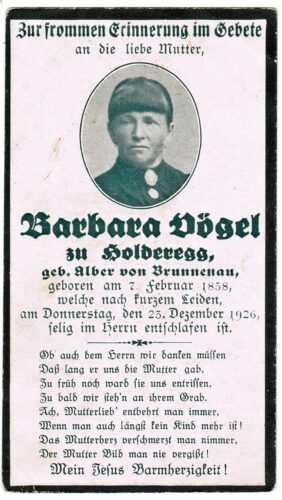 Zur frommen Erinnerung im Gebete
an die liebe Mutter,
Barbara Vögel
zu Holderegg,
geb. Alber von Brunnenau,
geboren am 7. Februar 1858,
welche nach kurzem Leiden,
am Donnerstag, den 23. Dezember 1926,
selig im Herrn entschlafen ist.
Ob auch dem Herrn wir danken müssen
Daß lang er uns die Mutter gab.
Zu früh noch ward sie uns entrissen,
Zu bald wir steh'n an ihrem Grab.
Ach, Mutterlieb' entbehrt man immer,
Wenn man auch längst kein Kind mehr ist!
Das Mutterherz verschmerzt man nimmer,
Der Mutter Bild man nie vergißt!
Mein Jesus Barmherzigkeit!